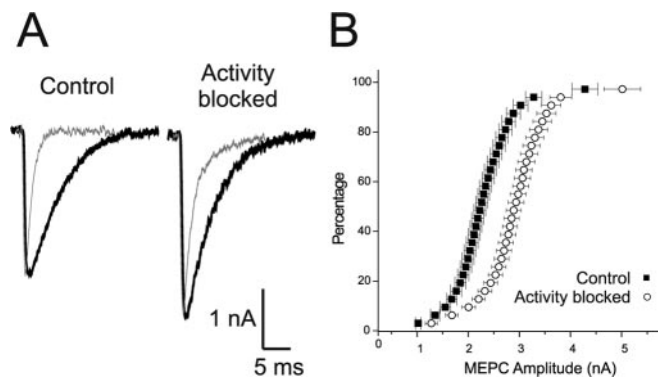 A
Control
Activity
blocked
1 nA
5 ms
B
Percentage
100
80
60
40
20
0
Control
Activity blocked
1
2
3
4
5
MEPC Amplitude (nA)